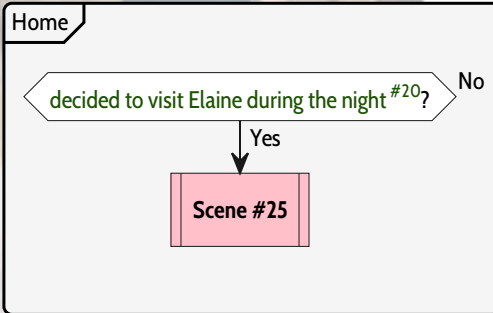 Home
decided to visit Elaine during the night #20?
No
Yes
Scene #25